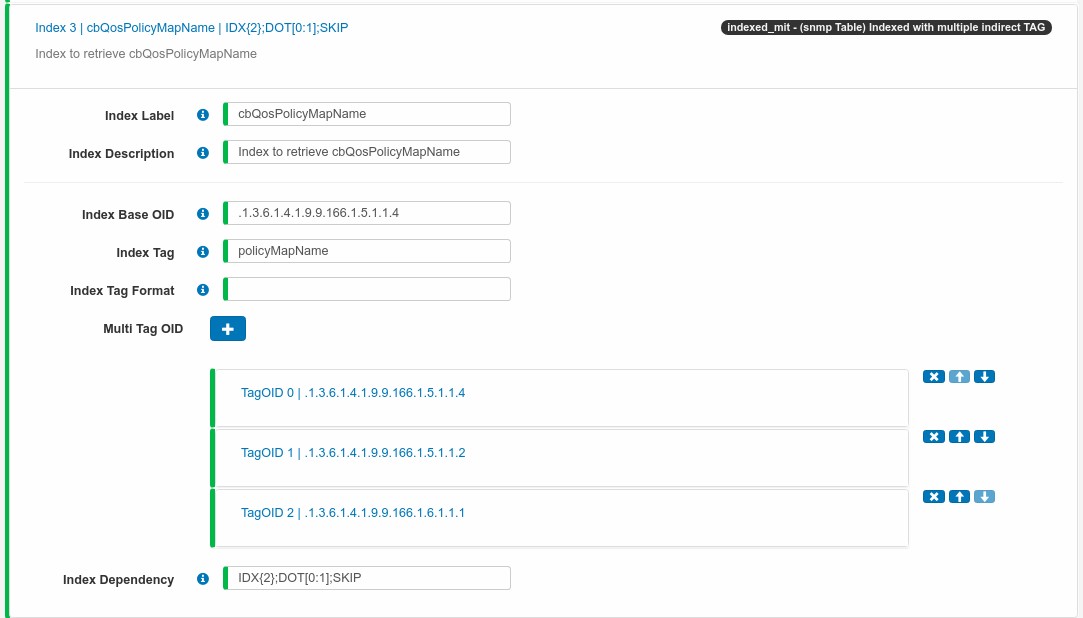 Index 3 | cbQosPolicyMapName | IDX{2};DOT[0:1];SKIP
indexed_mit - (snmp Table) Indexed with multiple indirect TAG
Index to retrieve cbQosPolicyMapName
Index Label cbQosPolicyMapName
Index Description Index to retrieve cbQosPolicyMapName
Index Base OID .1.3.6.1.4.1.9.9.166.1.5.1.1.4
Index Tag policyMapName
Index Tag Format
Multi Tag OID
TagOID 0 | .1.3.6.1.4.1.9.9.166.1.5.1.1.4
TagOID 1 | .1.3.6.1.4.1.9.9.166.1.5.1.1.2
TagOID 2 | .1.3.6.1.4.1.9.9.166.1.6.1.1.1
Index Dependency IDX{2};DOT[0:1];SKIP